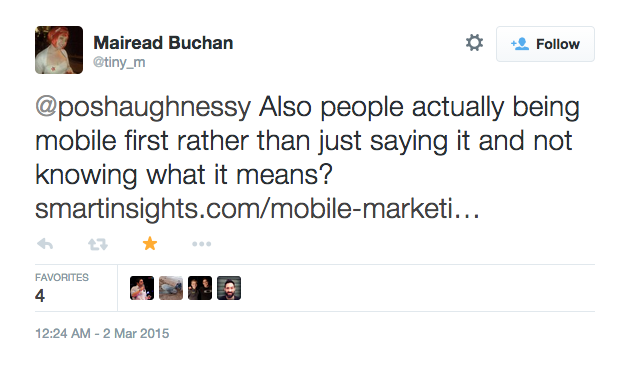 Mairead Buchan
@tiny_m
Follow
@poshaughnessy Also people actually being
mobile first rather than just saying it and not
knowing what it means?
smartinsights.com/mobile-marketi…
FAVORITES
4
12:24 AM - 2 Mar 2015